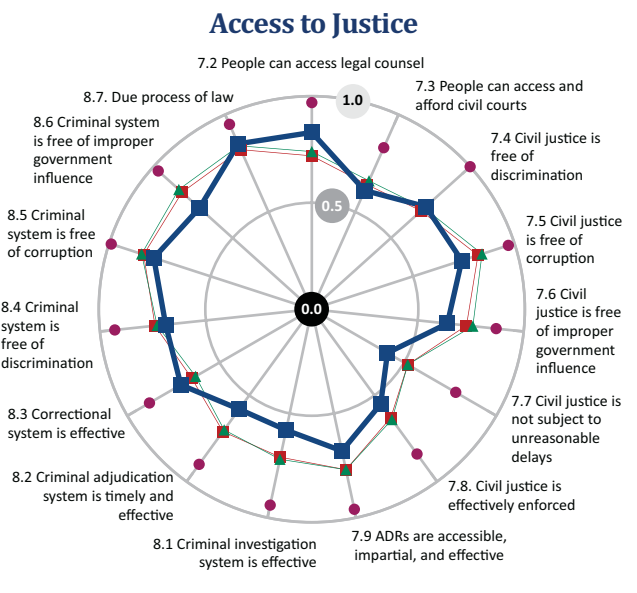 Access to Justice
7.2 People can access legal counsel
1.0
7.3 People can access and
afford civil courts
7.4 Civil justice is
free of
discrimination
7.5 Civil justice
is free of
corruption
7.6 Civil
justice is free
of improper
government
influence
7.7 Civil justice is
not subject to
unreasonable
delays
7.8. Civil justice is
effectively enforced
7.9 ADRs are accessible,
impartial, and effective
8.1 Criminal investigation
system is effective
8.2 Criminal adjudication
system is timely and
effective
8.3 Correctional
system is effective
8.4 Criminal
system is
free of
discrimination
8.5 Criminal
system is free
of corruption
8.6 Criminal system
is free of improper
government
influence
8.7. Due process of law
0.5
0.0